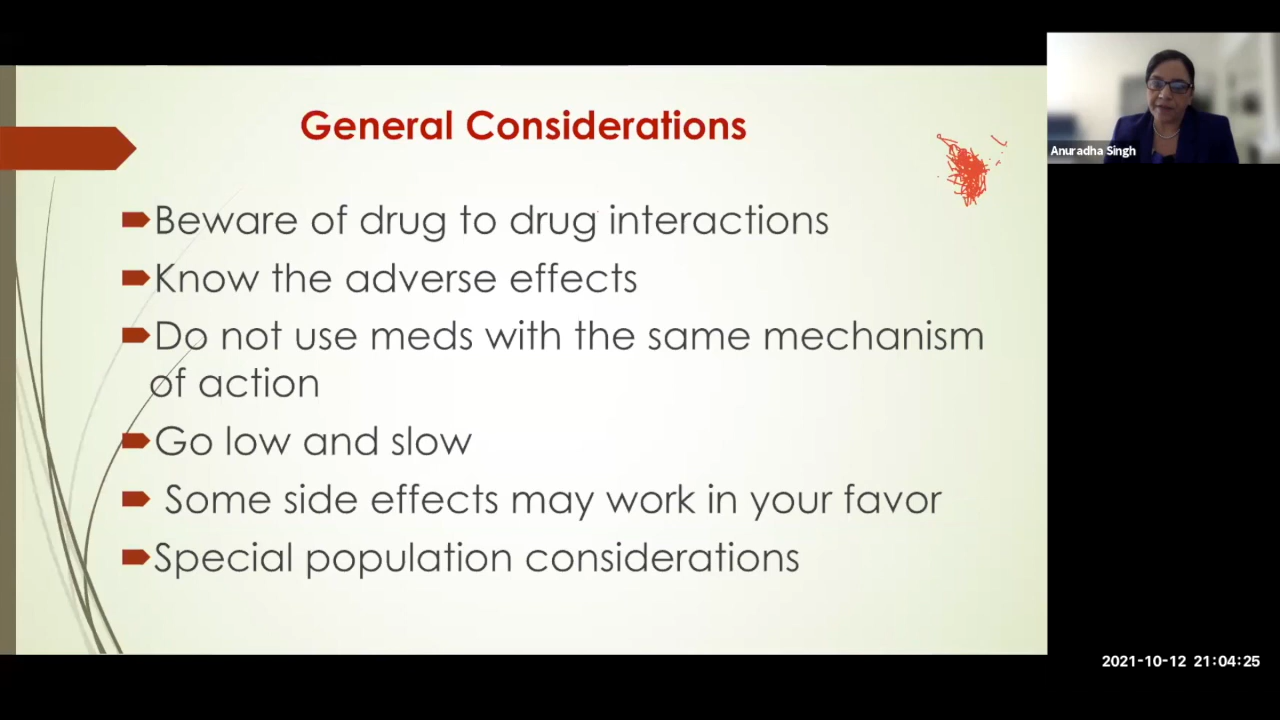 General Considerations
Anuradha Singh
Beware of drug to drug interactions
Know the adverse effects
Do not use meds with the same mechanism
of action
Go low and slow
Some side effects may work in your favor
Special population considerations
2021-10-12 21:04:25